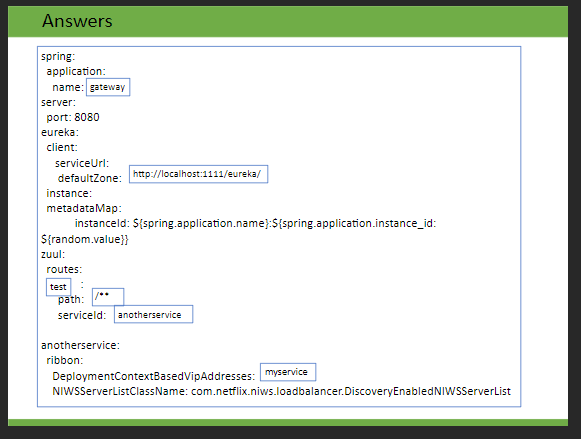 Answers
spring:
application:
name: gateway
server:
port: 8080
eureka:
client:
serviceUrl:
defaultZone: http://localhost:1111/eureka/
instance:
metadataMap:
instanceId: ${spring.application.name}:${spring.application.instance_id:
${random.value}}
zuul:
routes:
test :
path: /**
serviceId: anotherservice
anotherservice:
ribbon:
DeploymentContextBasedVipAddresses: myservice
NIWSServerListClassName: com.netflix.niws.loadbalancer.DiscoveryEnabledNIWSServerList